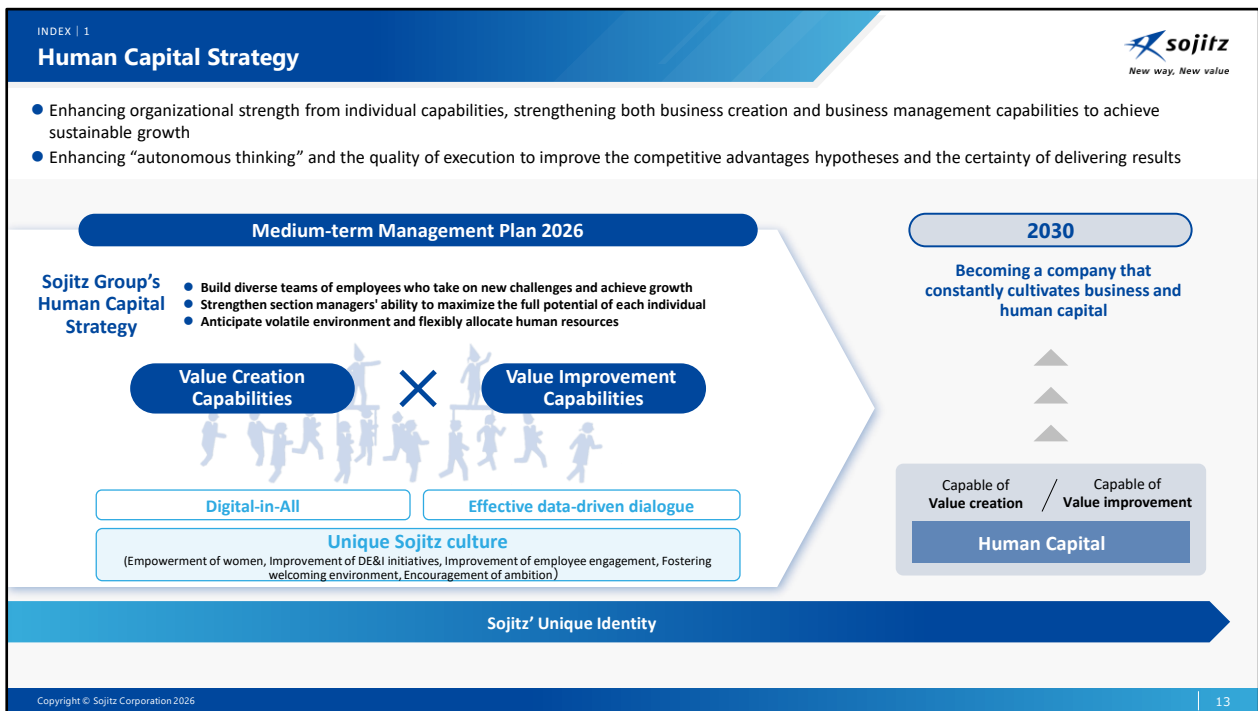 INDEX | 1
Human Capital Strategy
sojitz
New way, New value
● Enhancing organizational strength from individual capabilities, strengthening both business creation and business management capabilities to achieve
sustainable growth
● Enhancing “autonomous thinking” and the quality of execution to improve the competitive advantages hypotheses and the certainty of delivering results
Medium-term Management Plan 2026
Sojitz Group’s
Human Capital
Strategy
● Build diverse teams of employees who take on new challenges and achieve growth
● Strengthen section managers' ability to maximize the full potential of each individual
● Anticipate volatile environment and flexibly allocate human resources
Value Creation
Capabilities
×
Value Improvement
Capabilities
Digital-in-All
Effective data-driven dialogue
Unique Sojitz culture
(Empowerment of women, Improvement of DE&I initiatives, Improvement of employee engagement, Fostering
welcoming environment, Encouragement of ambition）
2030
Becoming a company that
constantly cultivates business and
human capital
Capable of
Value creation
/
Capable of
Value improvement
Human Capital
Sojitz’ Unique Identity
Copyright © Sojitz Corporation 2026
13